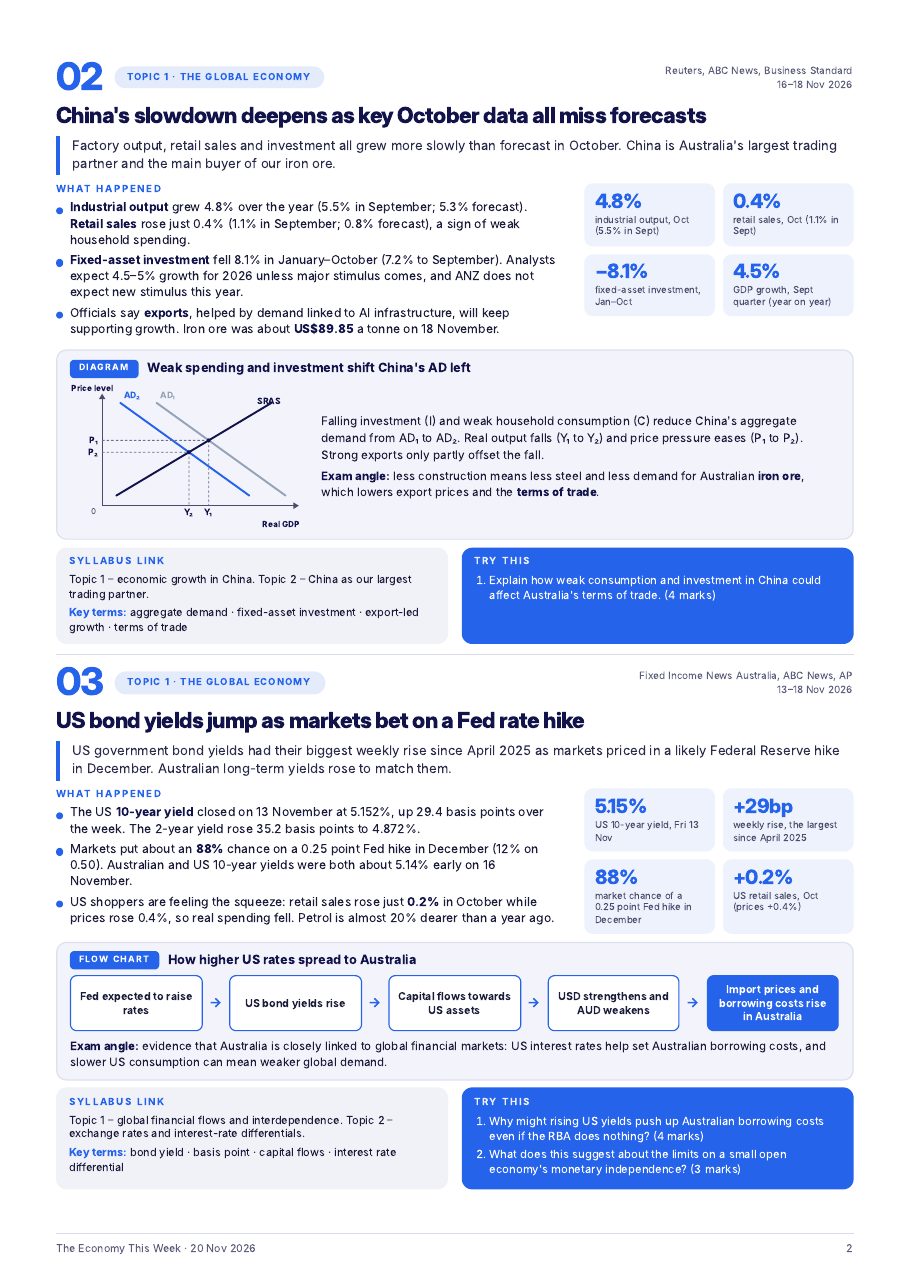 02
TOPIC 1 · THE GLOBAL ECONOMY
Reuters, ABC News, Business Standard
16–18 Nov 2026
China's slowdown deepens as key October data all miss forecasts
Factory output, retail sales and investment all grew more slowly than forecast in October. China is Australia's largest trading
partner and the main buyer of our iron ore.
WHAT HAPPENED
Industrial output grew 4.8% over the year (5.5% in September; 5.3% forecast).
Retail sales rose just 0.4% (1.1% in September; 0.8% forecast), a sign of weak
household spending.
Fixed-asset investment fell 8.1% in January–October (7.2% to September). Analysts
expect 4.5–5% growth for 2026 unless major stimulus comes, and ANZ does not
expect new stimulus this year.
Officials say exports, helped by demand linked to AI infrastructure, will keep
supporting growth. Iron ore was about US$89.85 a tonne on 18 November.
4.8%
industrial output, Oct
(5.5% in Sept)
0.4%
retail sales, Oct (1.1% in
Sept)
−8.1%
fixed-asset investment,
Jan–Oct
4.5%
GDP growth, Sept
quarter (year on year)
DIAGRAM
Weak spending and investment shift China's AD left
Price level
AD₂
AD₁
SRAS
P₁
P₂
0
Y₂
Y₁
Real GDP
Falling investment (I) and weak household consumption (C) reduce China's aggregate
demand from AD₁ to AD₂. Real output falls (Y₁ to Y₂) and price pressure eases (P₁ to P₂).
Strong exports only partly offset the fall.
Exam angle: less construction means less steel and less demand for Australian iron ore,
which lowers export prices and the terms of trade.
SYLLABUS LINK
Topic 1 – economic growth in China. Topic 2 – China as our largest
trading partner.
Key terms: aggregate demand · fixed-asset investment · export-led
growth · terms of trade
TRY THIS
1. Explain how weak consumption and investment in China could
affect Australia's terms of trade. (4 marks)
03
TOPIC 1 · THE GLOBAL ECONOMY
Fixed Income News Australia, ABC News, AP
13–18 Nov 2026
US bond yields jump as markets bet on a Fed rate hike
US government bond yields had their biggest weekly rise since April 2025 as markets priced in a likely Federal Reserve hike
in December. Australian long-term yields rose to match them.
WHAT HAPPENED
The US 10-year yield closed on 13 November at 5.152%, up 29.4 basis points over
the week. The 2-year yield rose 35.2 basis points to 4.872%.
Markets put about an 88% chance on a 0.25 point Fed hike in December (12% on
0.50). Australian and US 10-year yields were both about 5.14% early on 16
November.
US shoppers are feeling the squeeze: retail sales rose just 0.2% in October while
prices rose 0.4%, so real spending fell. Petrol is almost 20% dearer than a year ago.
5.15%
US 10-year yield, Fri 13
Nov
+29bp
weekly rise, the largest
since April 2025
88%
market chance of a
0.25 point Fed hike in
December
+0.2%
US retail sales, Oct
(prices +0.4%)
FLOW CHART
How higher US rates spread to Australia
Fed expected to raise
rates
→
US bond yields rise
→
Capital flows towards
US assets
→
USD strengthens and
AUD weakens
→
Import prices and
borrowing costs rise
in Australia
Exam angle: evidence that Australia is closely linked to global financial markets: US interest rates help set Australian borrowing costs, and
slower US consumption can mean weaker global demand.
SYLLABUS LINK
Topic 1 – global financial flows and interdependence. Topic 2 –
exchange rates and interest-rate differentials.
Key terms: bond yield · basis point · capital flows · interest rate
differential
TRY THIS
1. Why might rising US yields push up Australian borrowing costs
even if the RBA does nothing? (4 marks)
2. What does this suggest about the limits on a small open
economy's monetary independence? (3 marks)
The Economy This Week · 20 Nov 2026
2